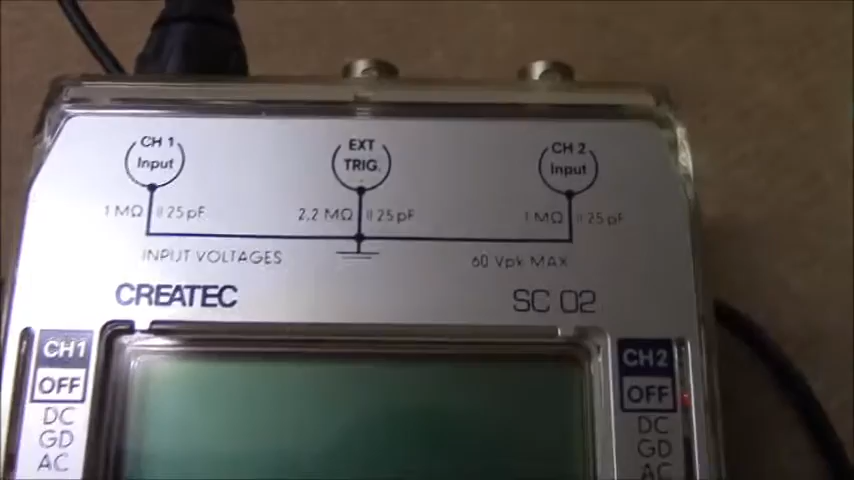 CH 1 Input
EXT TRIG.
CH 2 Input
1 MΩ 25 pF
2,2 MΩ 25 pF
1 MΩ 25 pF
INPUT VOLTAGES
60 Vpk MAX
CREATEC
SC 02
CH1
OFF
DC
GD
AC
CH2
OFF
DC
GD
AC